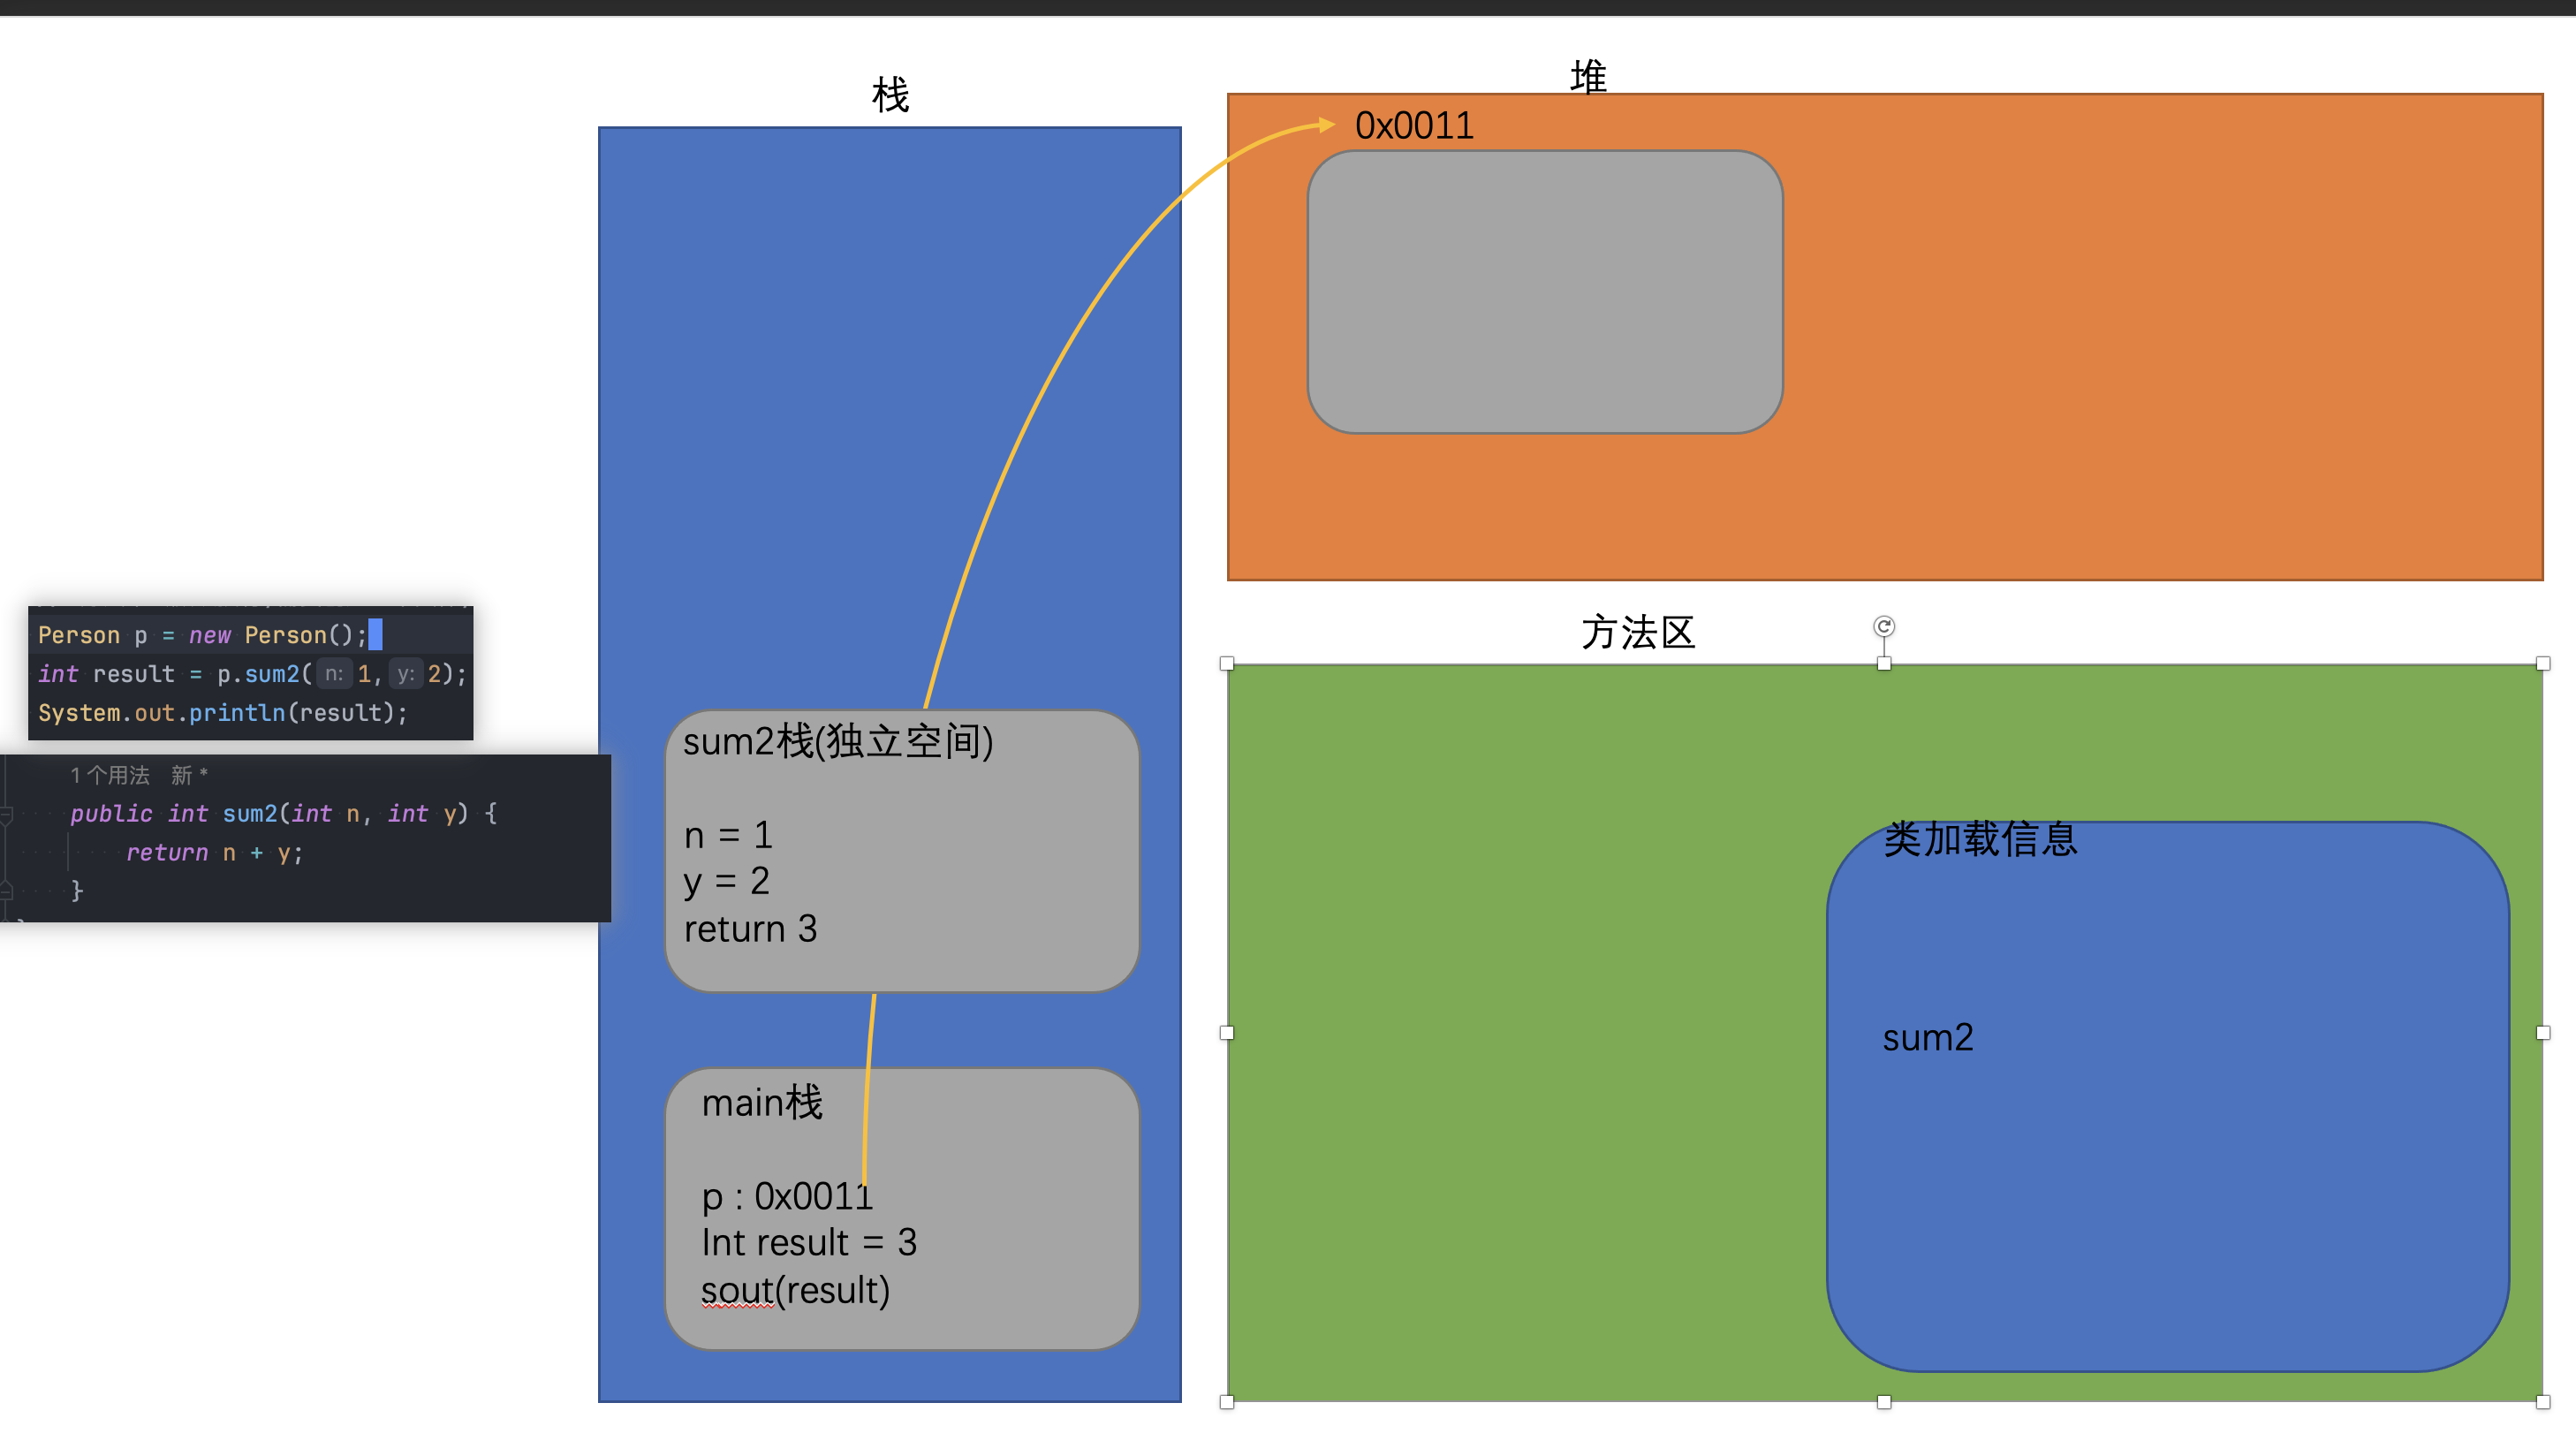 栈
堆
0x0011
Person p = new Person();
int result = p.sum2( n: 1, y: 2);
System.out.println(result);
1个用法 新 *
public int sum2(int n, int y) {
return n + y;
}
sum2栈(独立空间)
n = 1
y = 2
return 3
main栈
p : 0x0011
Int result = 3
sout(result)
方法区
类加载信息
sum2